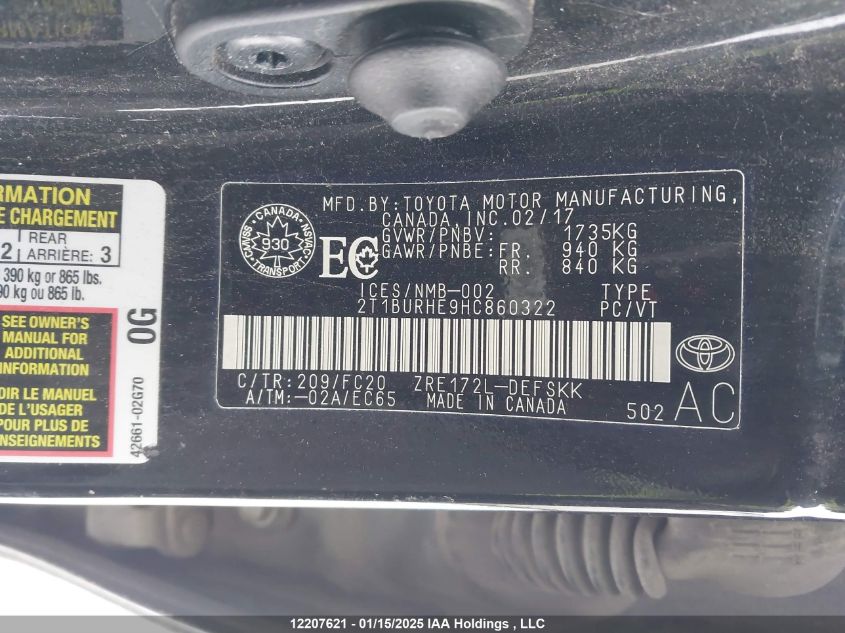 RMATION
E CHARGEMENT
2 REAR ARRIÈRE: 3
390 kg or 865 lbs.
90 kg ou 865 lb.
SEE OWNER'S
MANUAL FOR
ADDITIONAL
INFORMATION
OIR LE MANUEL
DE L'USAGER
POUR PLUS DE
NSEIGNEMENTS
0G
42661-02G70
MFD.BY:TOYOTA MOTOR MANUFACTURING,
CANADA,INC.02/17
GVWR/PNBV: 1735KG
GAWR/PNBE:FR. 940 KG
RR. 840 KG
CANADA
930
TRANSPORT
EC
ICES/NMB-002 TYPE
2T1BURHE9HC860322 PC/VT
C/TR:209/FC20 ZRE172L-DEFSKK
A/TM:-02A/EC65 MADE IN CANADA
502 AC
12207621 - 01/15/2025 IAA Holdings , LLC